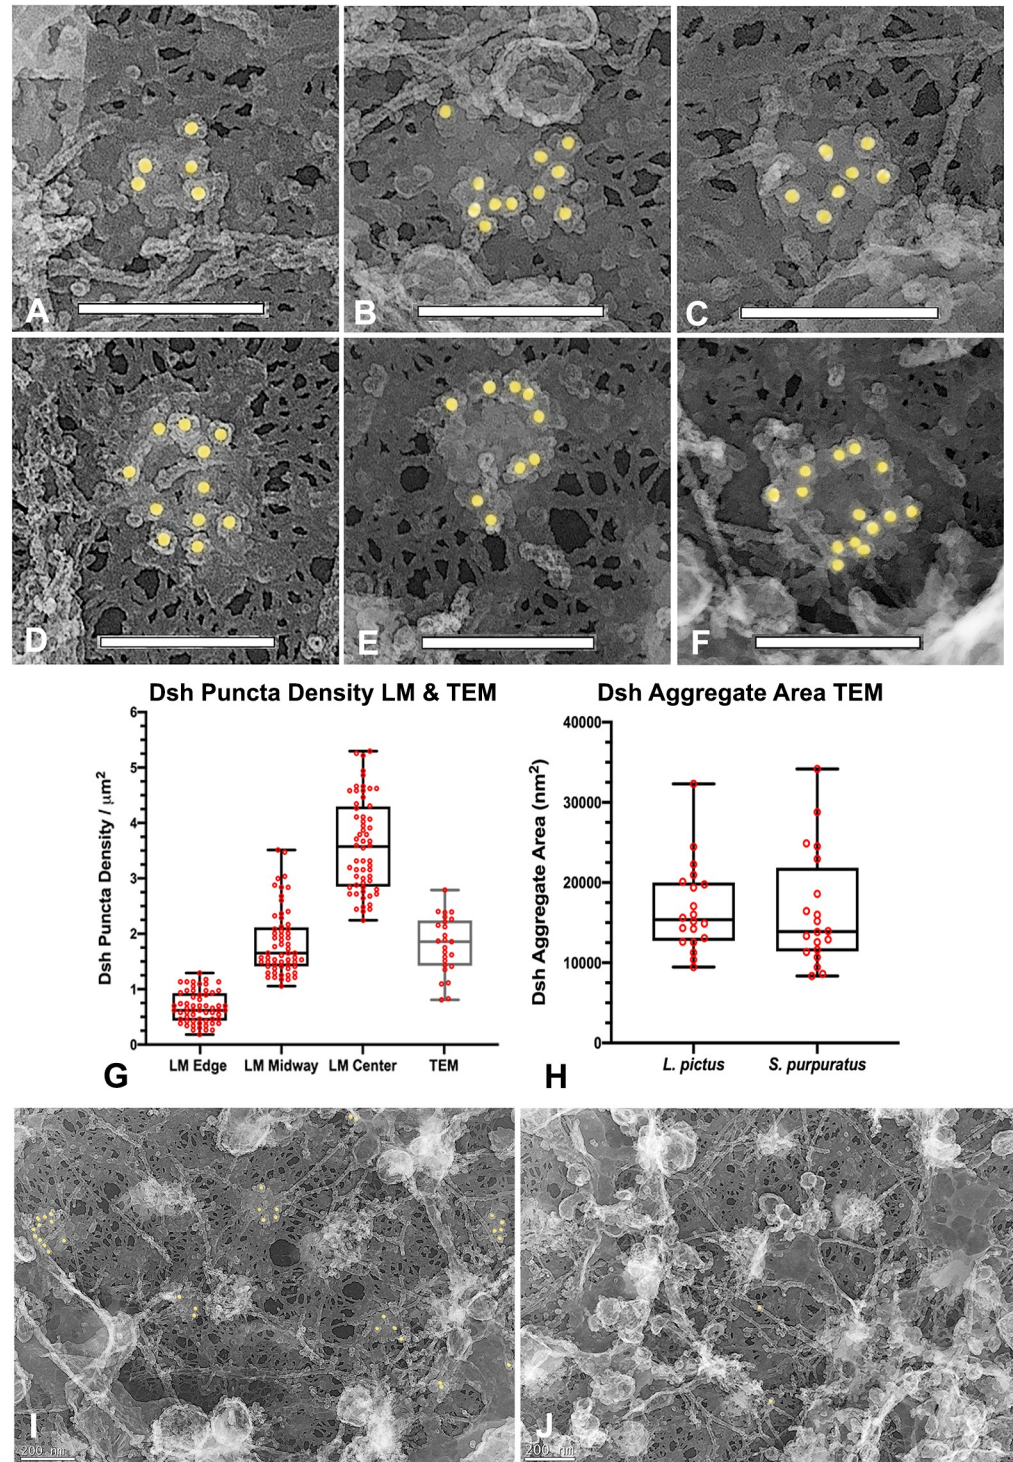 A
B
C
D
E
F
Dsh Puncta Density LM & TEM
Dsh Puncta Density / μm2
6
5
4
3
2
1
0
LM Edge
LM Midway
LM Center
TEM
G
Dsh Aggregate Area TEM
Dsh Aggregate Area (nm2)
40000
30000
20000
10000
0
L. pictus
S. purpuratus
H
I
200 nm
J
200 nm